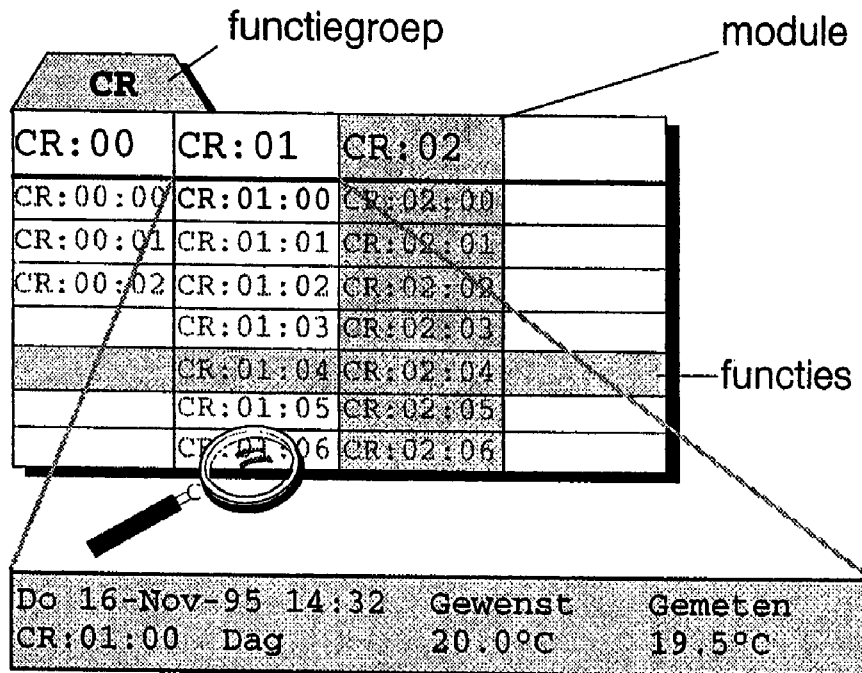 functiegroep module
CR
CR:00 CR:01 CR:02
CR:00:00 CR:01:00 CR:02:00
CR:00:01 CR:01:01 CR:02:01
CR:00:02 CR:01:02 CR:02:02
CR:01:03 CR:02:03
CR:01:04 CR:02:04 functies
CR:01:05 CR:02:05
CR:01:06 CR:02:06
Do 16-Nov-95 14:32 Gewenst Gemeten
CR:01:00 Dag 20.0°C 19.5°C